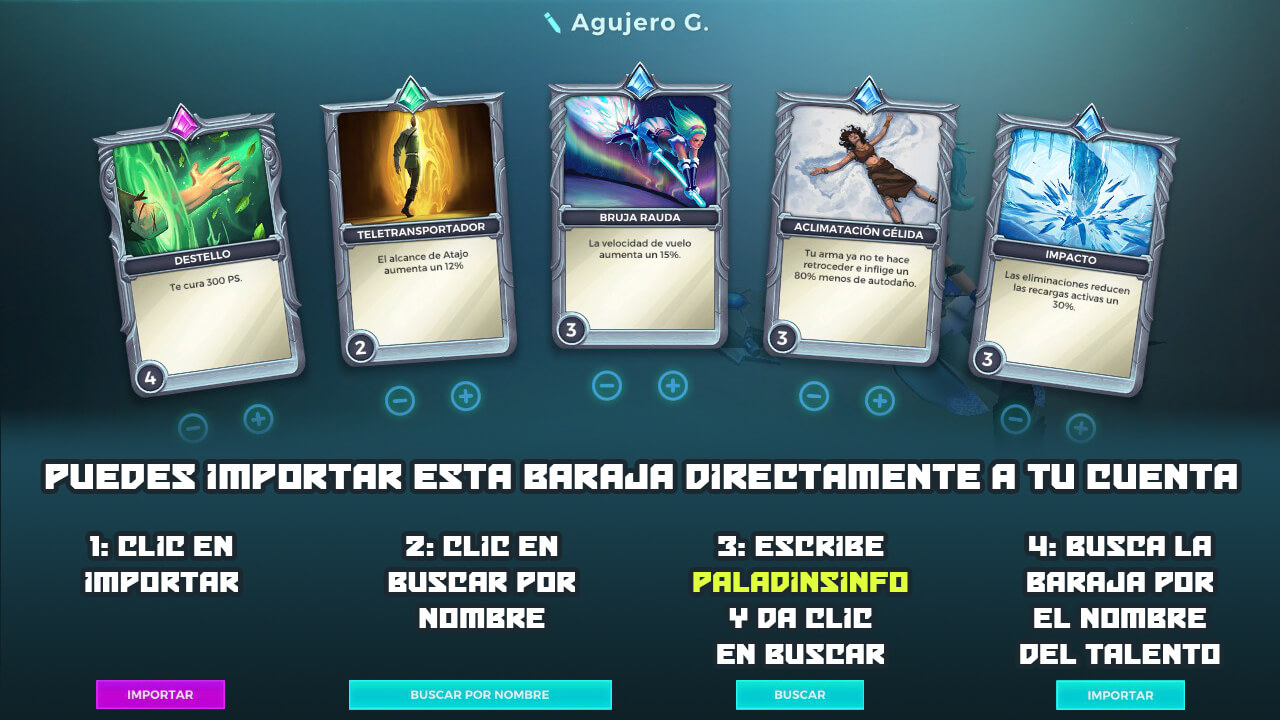 Agujero G.
DESTELLO
Te cura 300 PS.
4
TELETRANSPORTADOR
El alcance de Atajo
aumenta un 12%
2
BRUJA RAUDA
La velocidad de vuelo
aumenta un 15%.
3
ACLIMATACIÓN GÉLIDA
Tu arma ya no te hace
retroceder e inflige un
80% menos de autodaño.
3
IMPACTO
Las eliminaciones reducen
las recargas activas un
30%.
3
PUEDES IMPORTAR ESTA BARAJA DIRECTAMENTE A TU CUENTA
1: CLIC EN
IMPORTAR
2: CLIC EN
BUSCAR POR
NOMBRE
3: ESCRIBE
PALADINSINFO
Y DA CLIC
EN BUSCAR
4: BUSCA LA
BARAJA POR
EL NOMBRE
DEL TALENTO
IMPORTAR
BUSCAR POR NOMBRE
BUSCAR
IMPORTAR